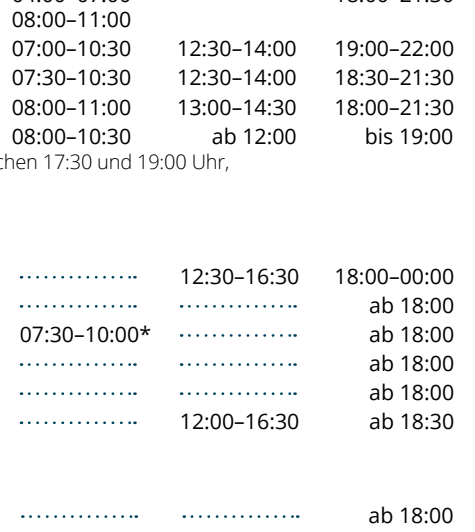 08:00–11:00
07:00–10:30 12:30–14:00 19:00–22:00
07:30–10:30 12:30–14:00 18:30–21:30
08:00–11:00 13:00–14:30 18:00–21:30
08:00–10:30 ab 12:00 bis 19:00
chen 17:30 und 19:00 Uhr,
12:30–16:30 18:00–00:00
ab 18:00
07:30–10:00* ab 18:00
ab 18:00
ab 18:00
12:00–16:30 ab 18:30
ab 18:00